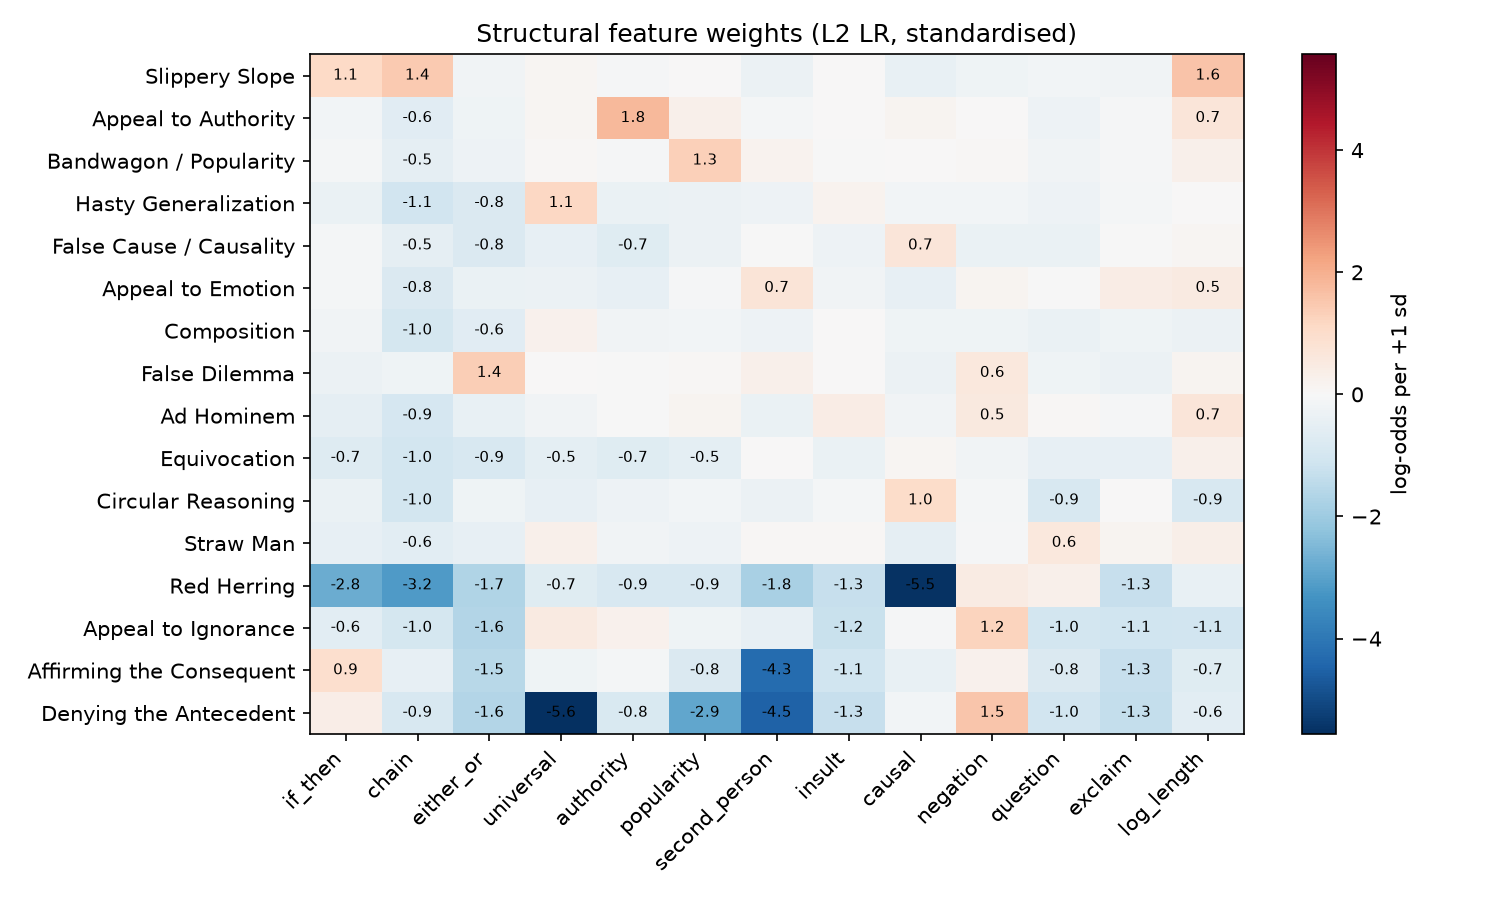 Structural feature weights (L2 LR, standardised)
Slippery Slope 1.1 1.4 1.6
Appeal to Authority -0.6 1.8 0.7
Bandwagon / Popularity -0.5 1.3
Hasty Generalization -1.1 -0.8 1.1
False Cause / Causality -0.5 -0.8 -0.7 0.7
Appeal to Emotion -0.8 0.7 0.5
Composition -1.0 -0.6
False Dilemma 1.4 0.6
Ad Hominem -0.9 0.5 0.7
Equivocation -0.7 -1.0 -0.9 -0.5 -0.7 -0.5
Circular Reasoning -1.0 1.0 -0.9 -0.9
Straw Man -0.6 0.6
Red Herring -2.8 -3.2 -1.7 -0.7 -0.9 -0.9 -1.8 -1.3 -5.5 -1.3
Appeal to Ignorance -0.6 -1.0 -1.6 -1.2 1.2 -1.0 -1.1 -1.1
Affirming the Consequent 0.9 -1.5 -0.8 -4.3 -1.1 -0.8 -1.3 -0.7
Denying the Antecedent -0.9 -1.6 -5.6 -0.8 -2.9 -4.5 -1.3 1.5 -1.0 -1.3 -0.6
if_then
chain
either_or
universal
authority
popularity
second_person
insult
causal
negation
question
exclaim
log_length
4
2
0
−2
−4
log-odds per +1 sd